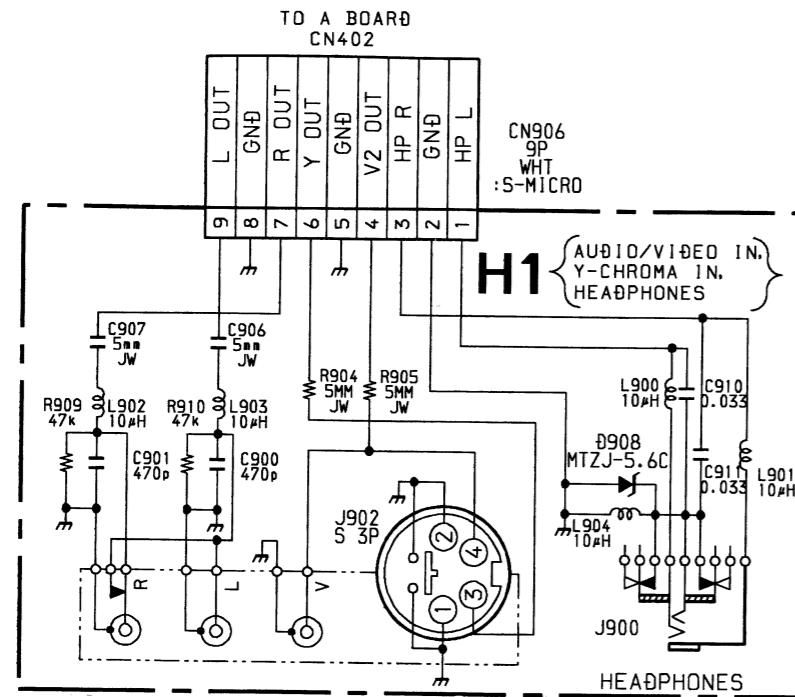 TO A BOARD
CN402
L OUT
GND
R OUT
Y OUT
GND
V2 OUT
HP R
GND
HP L
9
8
7
6
5
4
3
2
1
CN906
9P
WHT
:S-MICRO
H1
AUDIO/VIDEO IN,
Y-CHROMA IN,
HEADPHONES
C907
5mm
JW
C906
5mm
JW
R904
5MM
JW
R905
5MM
JW
L900
10μH
C910
0.033
R909
47k
L902
10μH
R910
47k
L903
10μH
C901
470p
C900
470p
D908
MTZJ-5.6C
C911
0.033
L901
10μH
L904
10μH
J902
S 3P
2
4
1
3
R
L
V
J900
HEADPHONES